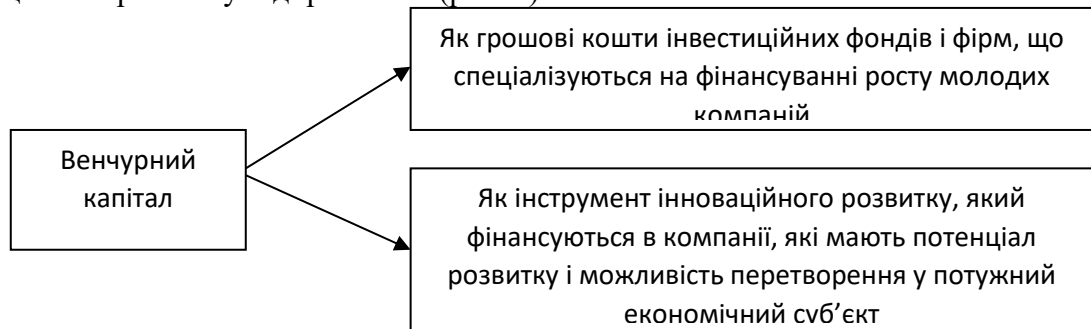 Як грошові кошти інвестиційних фондів і фірм, що
спеціалізуються на фінансуванні росту молодих
компаній
Венчурний
капітал
Як інструмент інноваційного розвитку, який
фінансуються в компанії, які мають потенціал
розвитку і можливість перетворення у потужний
економічний суб’єкт